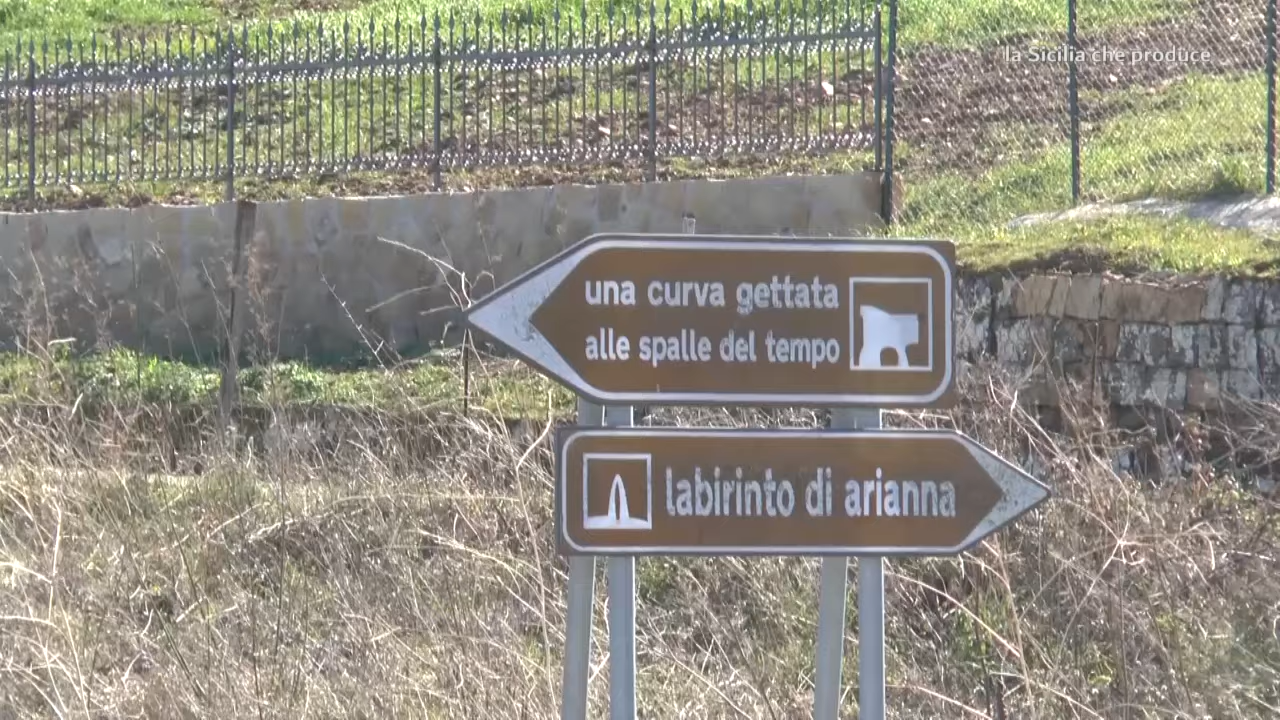 la Sicilia che produce
una curva gettata
alle spalle del tempo
labirinto di arianna